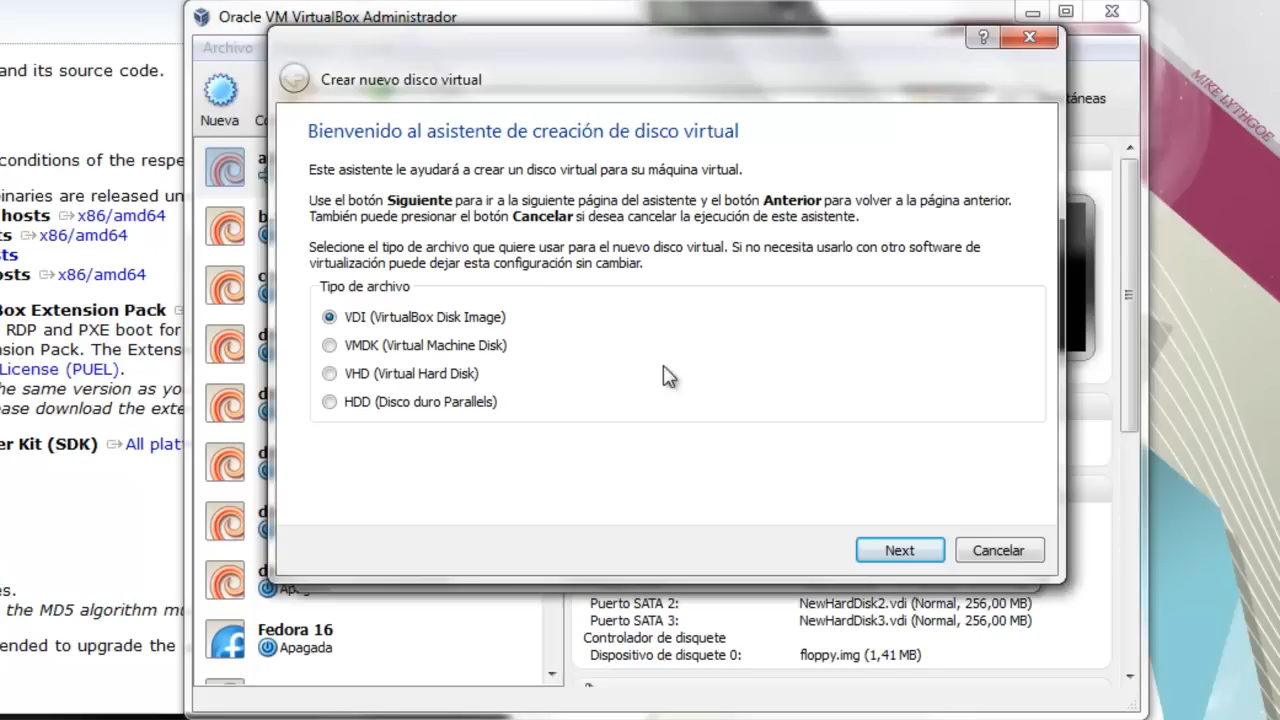 Oracle VM VirtualBox Administrador
and its source code.
Archivo
Crear nuevo disco virtual
Nueva
táneas
Bienvenido al asistente de creación de disco virtual
Este asistente le ayudará a crear un disco virtual para su máquina virtual.
Use el botón Siguiente para ir a la siguiente página del asistente y el botón Anterior para volver a la página anterior.
También puede presionar el botón Cancelar si desea cancelar la ejecución de este asistente.
Selecione el tipo de archivo que quiere usar para el nuevo disco virtual. Si no necesita usarlo con otro software de
virtualización puede dejar esta configuración sin cambiar.
Tipo de archivo
VDI (VirtualBox Disk Image)
VMDK (Virtual Machine Disk)
VHD (Virtual Hard Disk)
HDD (Disco duro Parallels)
Next
Cancelar
conditions of the respe
inaries are released un
hosts x86/amd64
ts x86/amd64
sts
osts x86/amd64
Box Extension Pack
RDP and PXE boot for
sion Pack. The Extens
License (PUEL).
he same version as yo
ease download the exte
er Kit (SDK) All plat
es.
the MD5 algorithm mu
ended to upgrade the
Apag
Fedora 16
Apagada
Puerto SATA 2: NewHardDisk2.vdi (Normal, 256,00 MB)
Puerto SATA 3: NewHardDisk3.vdi (Normal, 256,00 MB)
Controlador de disquete
Dispositivo de disquete 0: floppy.img (1,41 MB)
MIKE LYTHGOE